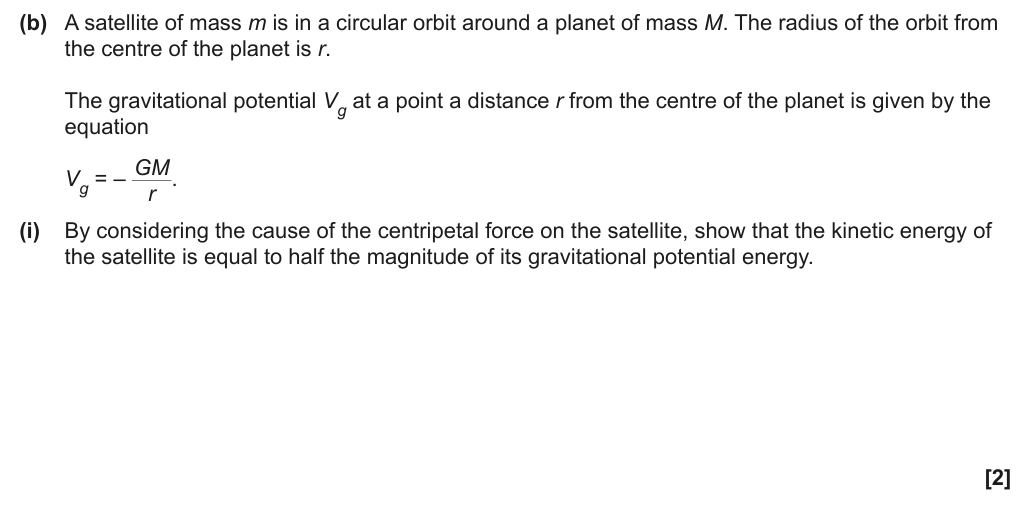 (b) A satellite of mass m is in a circular orbit around a planet of mass M. The radius of the orbit from
the centre of the planet is r.
The gravitational potential V_g at a point a distance r from the centre of the planet is given by the
equation
V_g = – GM/r.
(i) By considering the cause of the centripetal force on the satellite, show that the kinetic energy of
the satellite is equal to half the magnitude of its gravitational potential energy.
[2]